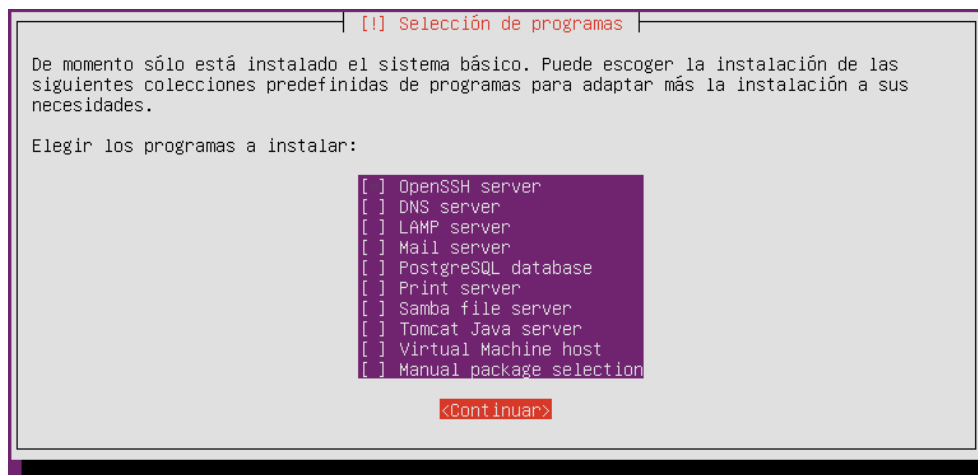 [!] Selección de programas
De momento sólo está instalado el sistema básico. Puede escoger la instalación de las
siguientes colecciones predefinidas de programas para adaptar más la instalación a sus
necesidades.
Elegir los programas a instalar:
[ ] OpenSSH server
[ ] DNS server
[ ] LAMP server
[ ] Mail server
[ ] PostgreSQL database
[ ] Print server
[ ] Samba file server
[ ] Tomcat Java server
[ ] Virtual Machine host
[ ] Manual package selection
<Continuar>